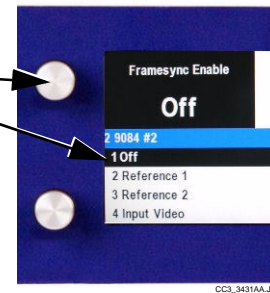 Framesync Enable
Off
2 9084 #2
1 Off
2 Reference 1
3 Reference 2
4 Input Video
CC3_3431AA.J